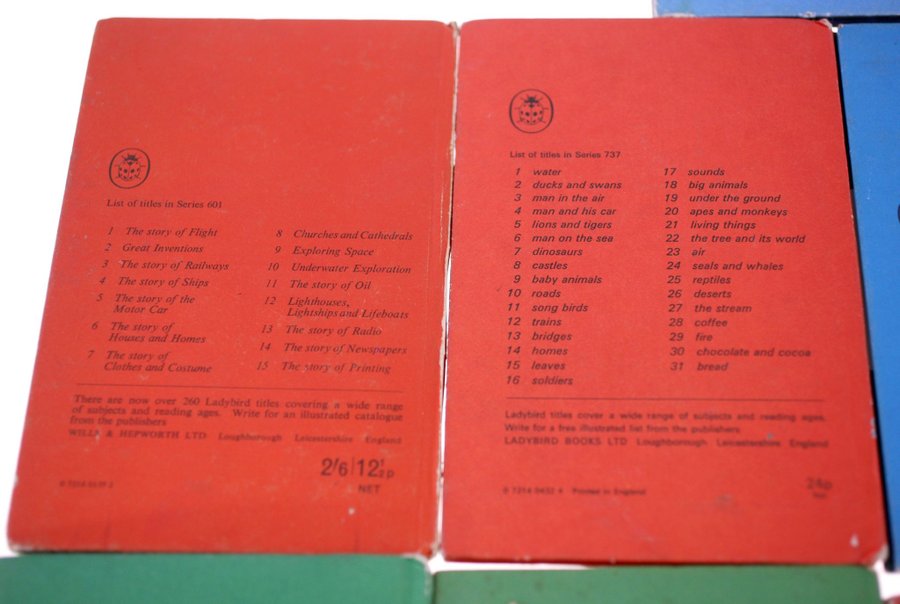 List of titles in Series 601
1 The story of Flight
2 Great Inventions
3 The story of Railways
4 The story of Ships
5 The story of the
Motor Car
6 The story of
Houses and Homes
7 The story of
Clothes and Costume
8 Churches and Cathedrals
9 Exploring Space
10 Underwater Exploration
11 The story of Oil
12 Lighthouses,
Lightships and Lifeboats
13 The story of Radio
14 The story of Newspapers
15 The story of Printing
There are now over 260 Ladybird titles covering a wide range
of subjects and reading ages. Write for an illustrated catalogue
from the publishers
WILLS & HEPWORTH LTD Loughborough Leicestershire England
2/6 12½p
NET
List of titles in Series 737
1 water
2 ducks and swans
3 man in the air
4 man and his car
5 lions and tigers
6 man on the sea
7 dinosaurs
8 castles
9 baby animals
10 roads
11 song birds
12 trains
13 bridges
14 homes
15 leaves
16 soldiers
17 sounds
18 big animals
19 under the ground
20 apes and monkeys
21 living things
22 the tree and its world
23 air
24 seals and whales
25 reptiles
26 deserts
27 the stream
28 coffee
29 fire
30 chocolate and cocoa
31 bread
Ladybird titles cover a wide range of subjects and reading ages.
Write for a free illustrated list from the publishers
LADYBIRD BOOKS LTD Loughborough Leicestershire England
Printed in England
24p